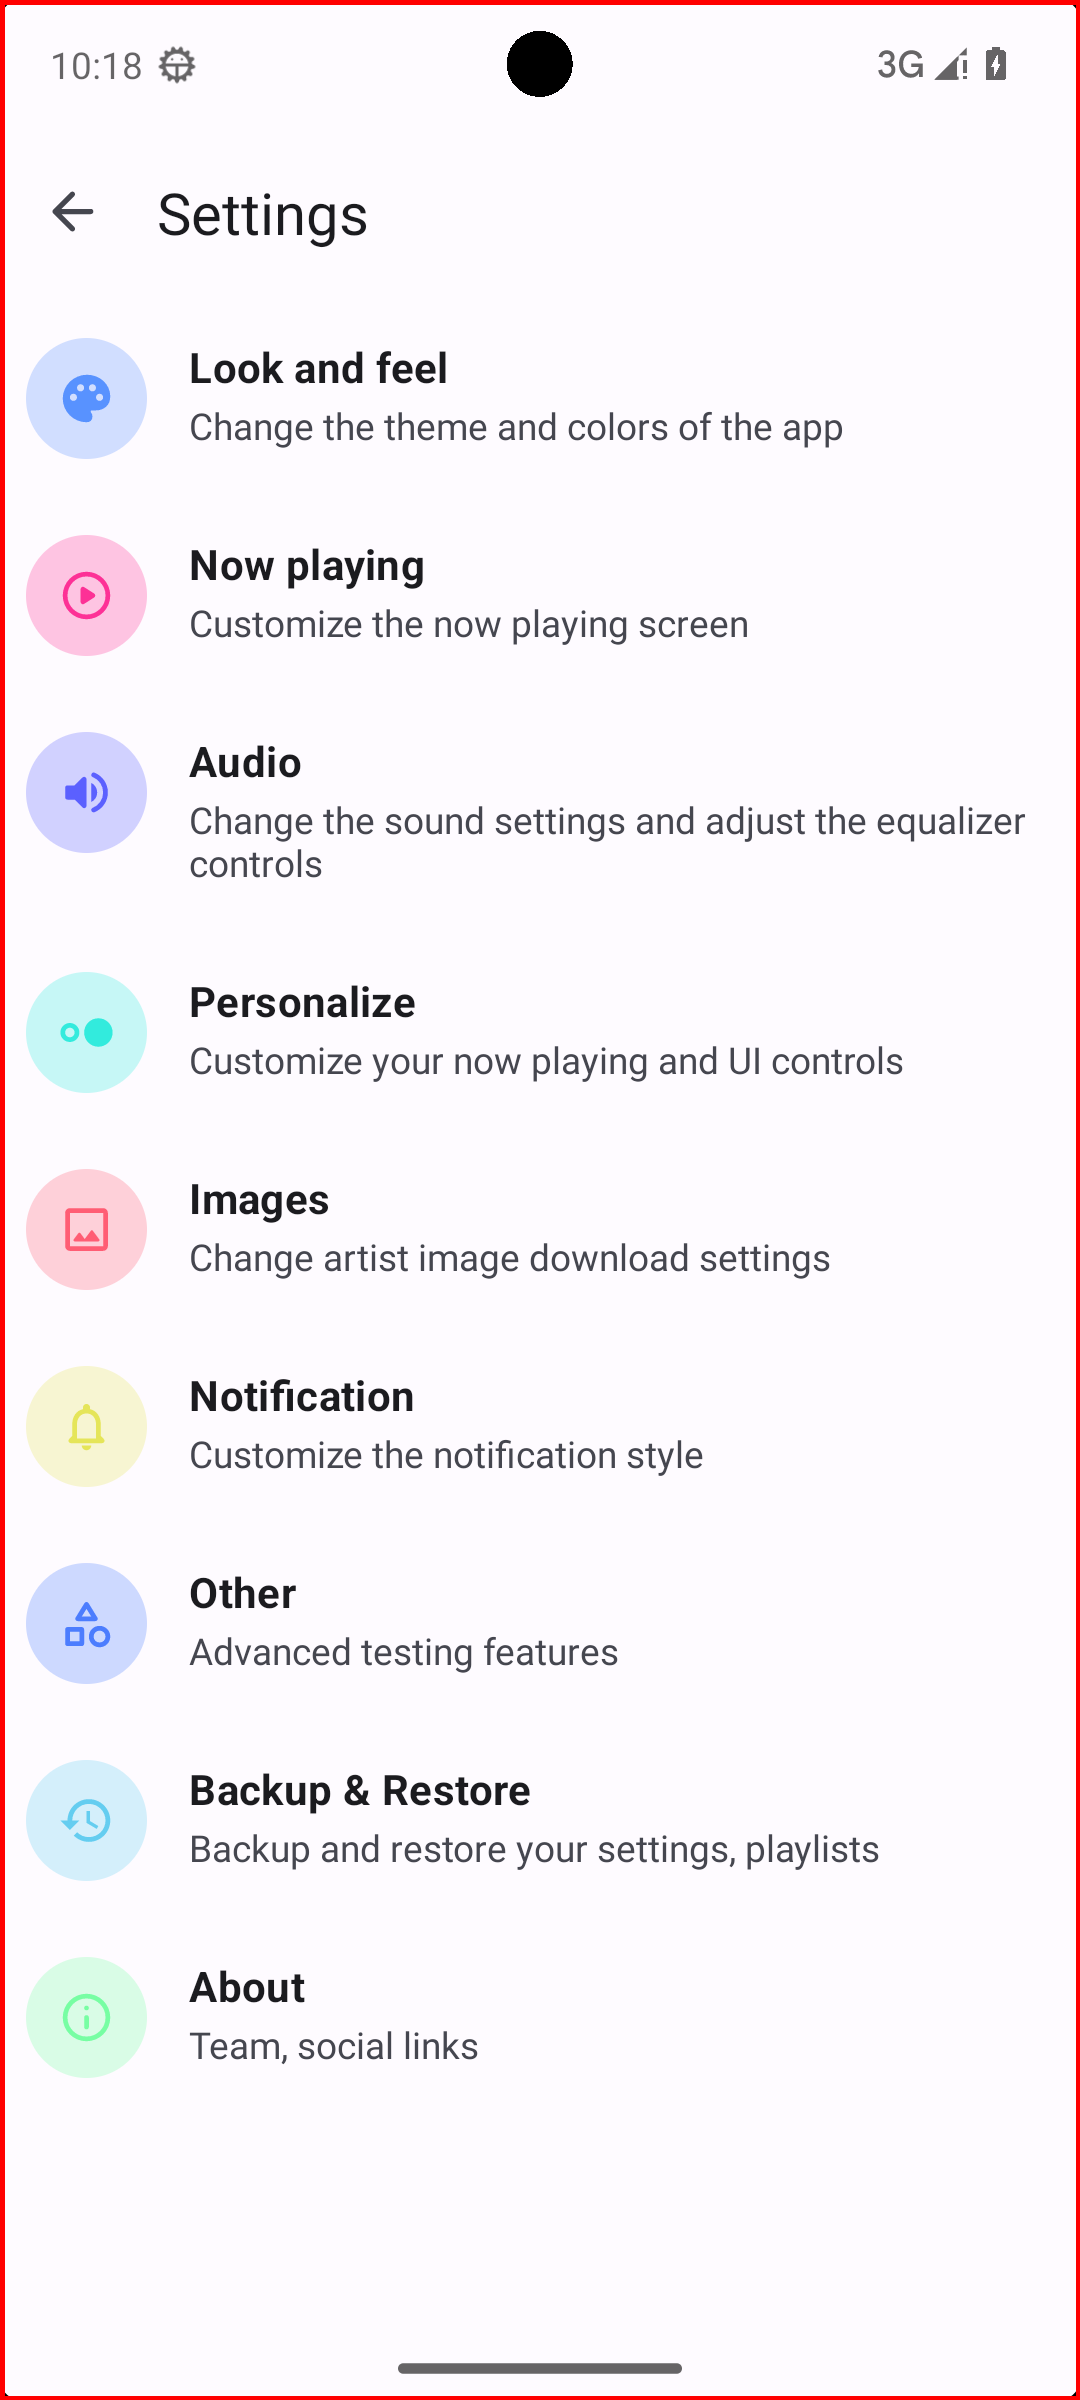 10:18
3G
Settings
Look and feel
Change the theme and colors of the app
Now playing
Customize the now playing screen
Audio
Change the sound settings and adjust the equalizer
controls
Personalize
Customize your now playing and UI controls
Images
Change artist image download settings
Notification
Customize the notification style
Other
Advanced testing features
Backup & Restore
Backup and restore your settings, playlists
About
Team, social links